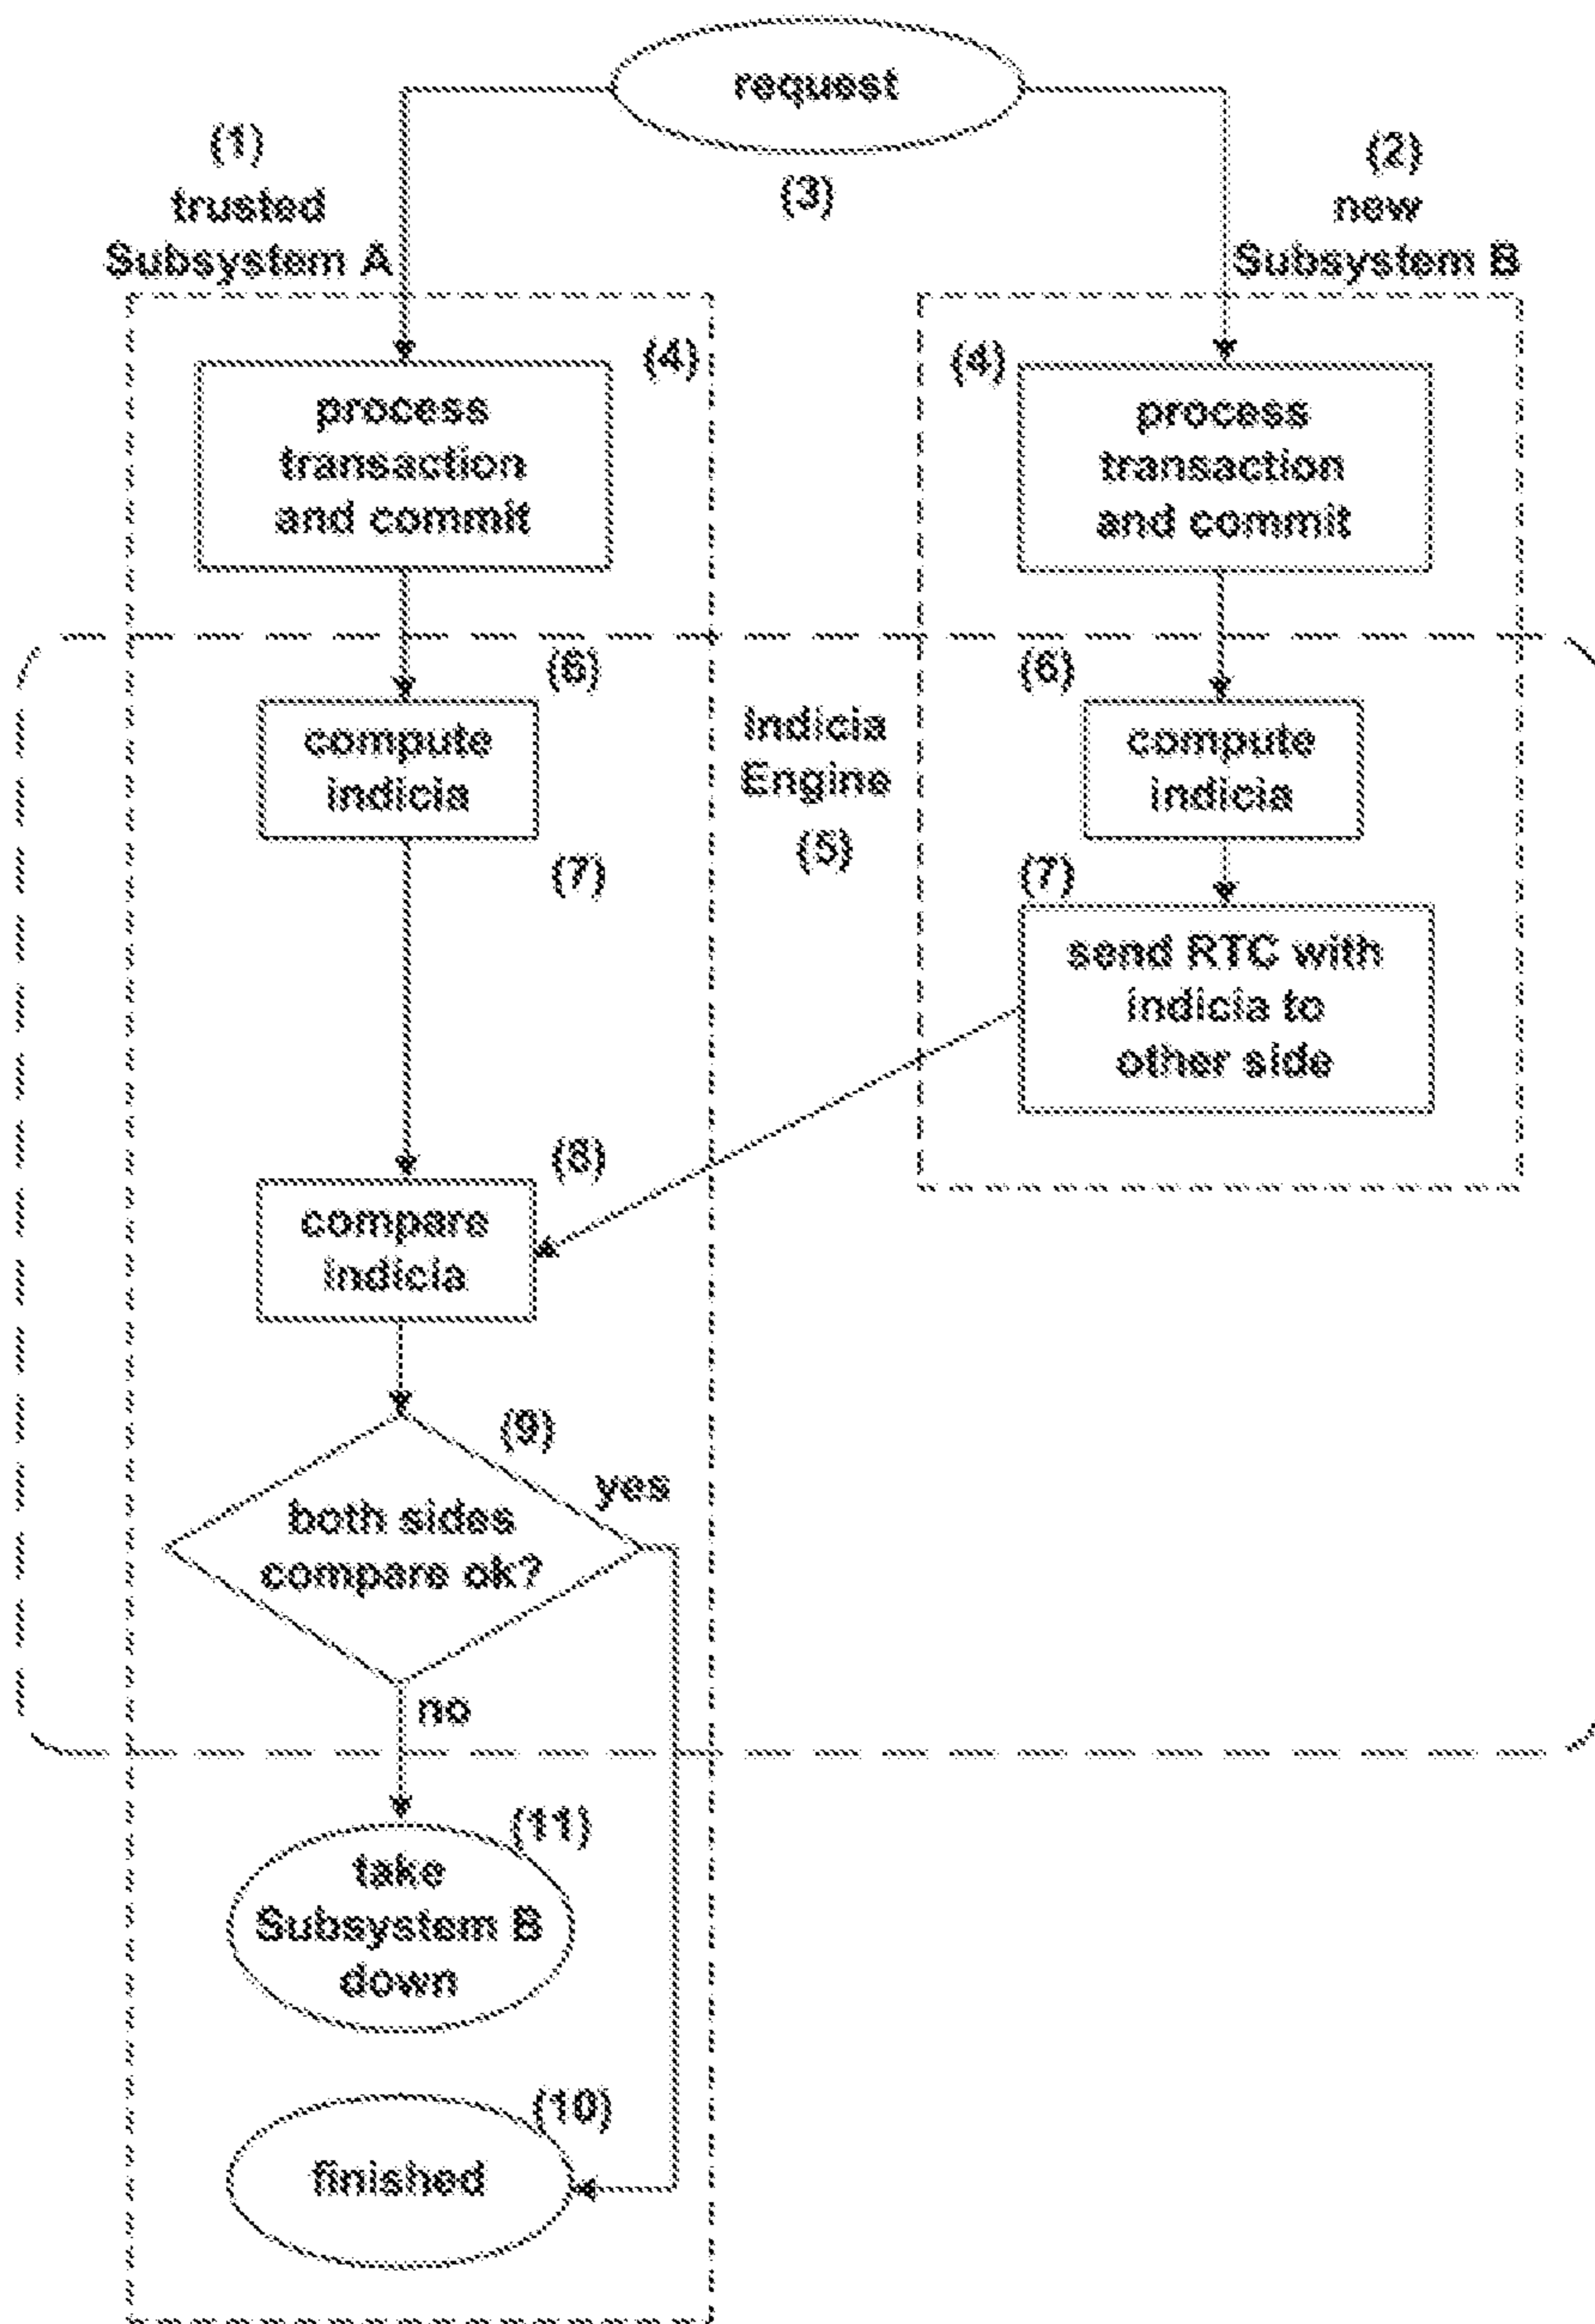 request
(3)
(1)
trusted
Subsystem A
(2)
new
Subsystem B
(4)
process
transaction
and commit
(4)
process
transaction
and commit
(6)
compute
indicia
(7)
Indicia
Engine
(5)
(6)
compute
indicia
(7)
send RTC with
indicia to
other side
(8)
compare
indicia
(9)
yes
both sides
compare ok?
no
(11)
take
Subsystem B
down
(10)
finished